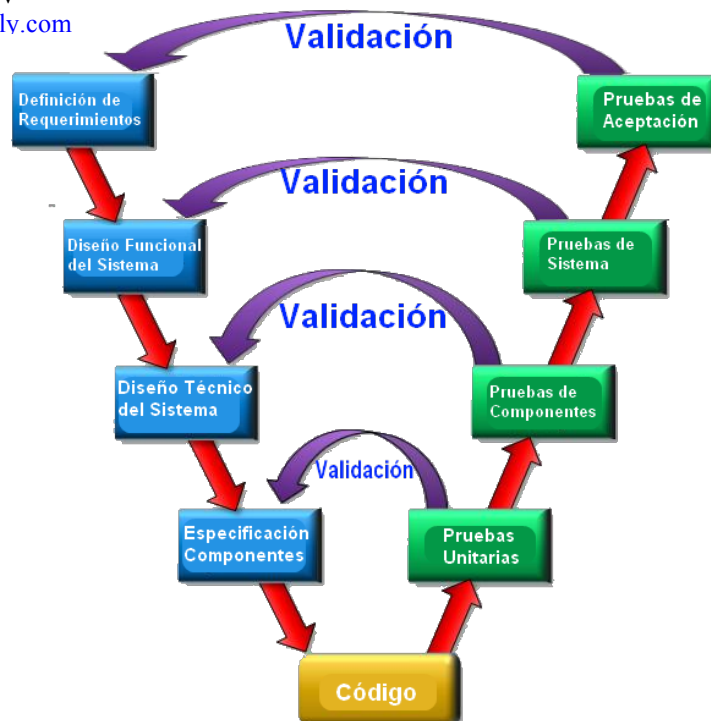 lv.com
Validación
Definición de
Requerimientos
Pruebas de
Aceptación
Validación
Diseño Funcional
del Sistema
Pruebas de
Sistema
Validación
Diseño Técnico
del Sistema
Pruebas de
Componentes
Validación
Especificación
Componentes
Pruebas
Unitarias
Código